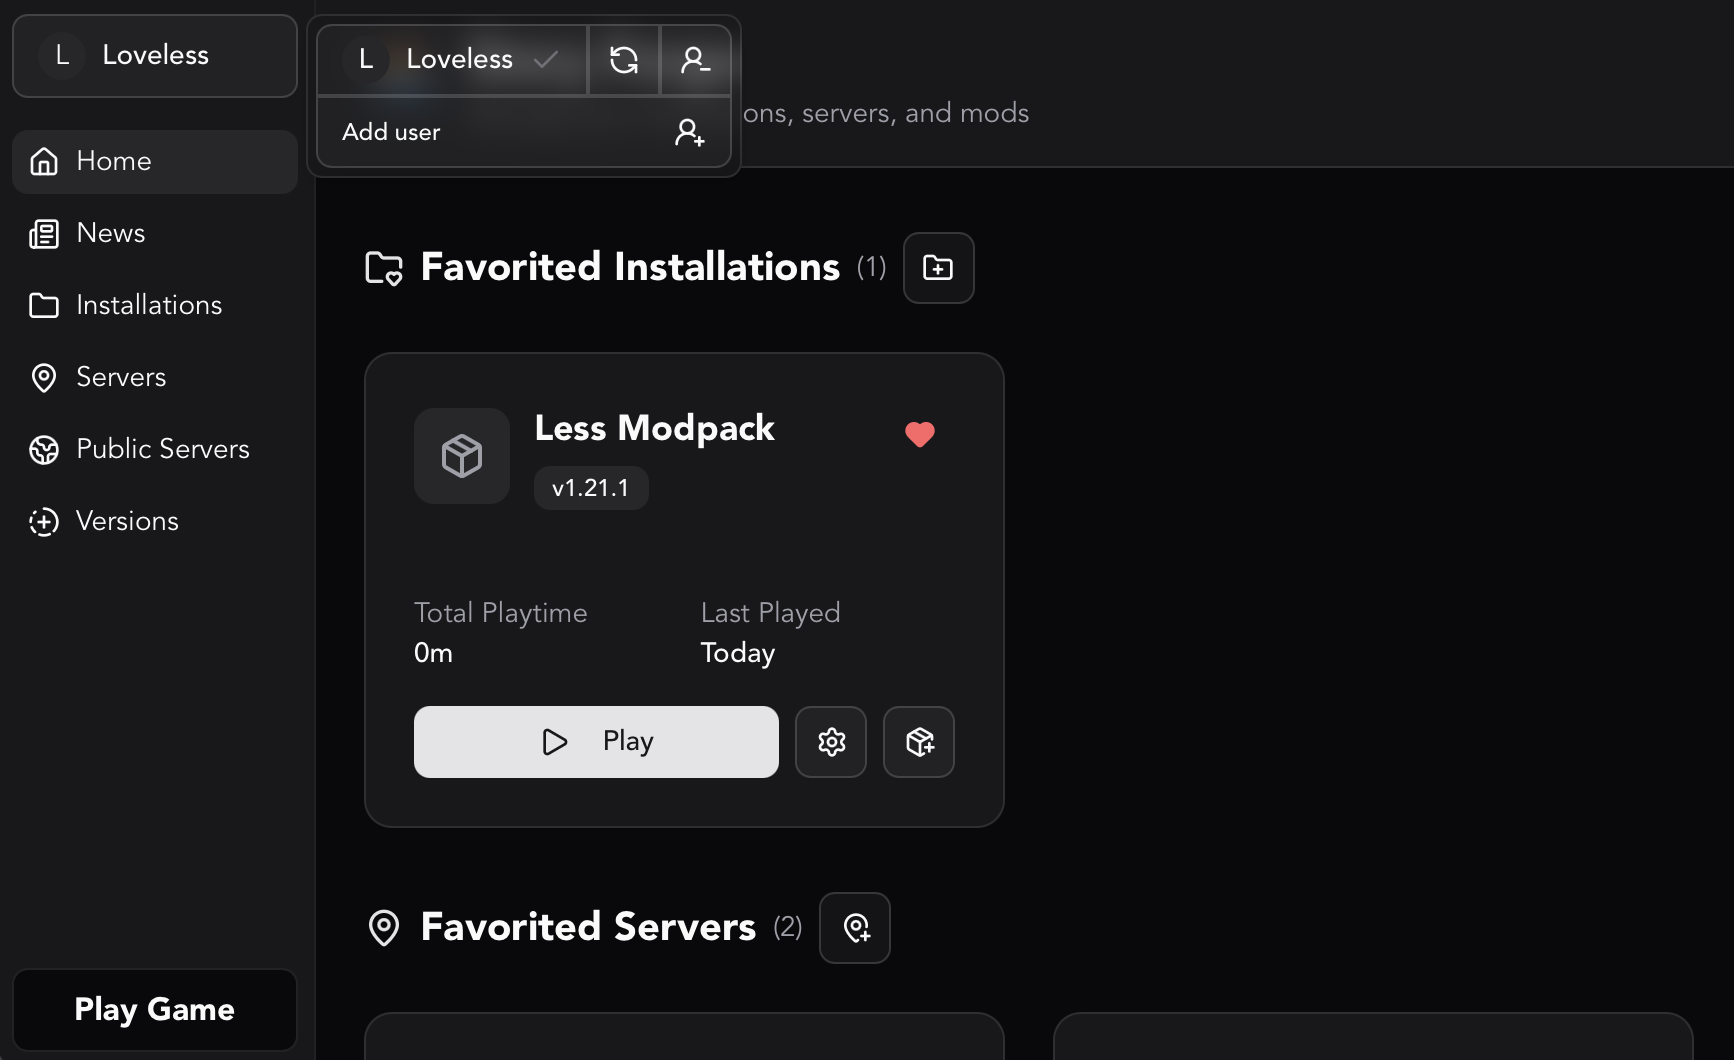 L Loveless
L Loveless
Add user
ons, servers, and mods
Home
News
Installations
Servers
Public Servers
Versions
Play Game
Favorited Installations (1)
Less Modpack
v1.21.1
Total Playtime
0m
Last Played
Today
Play
Favorited Servers (2)